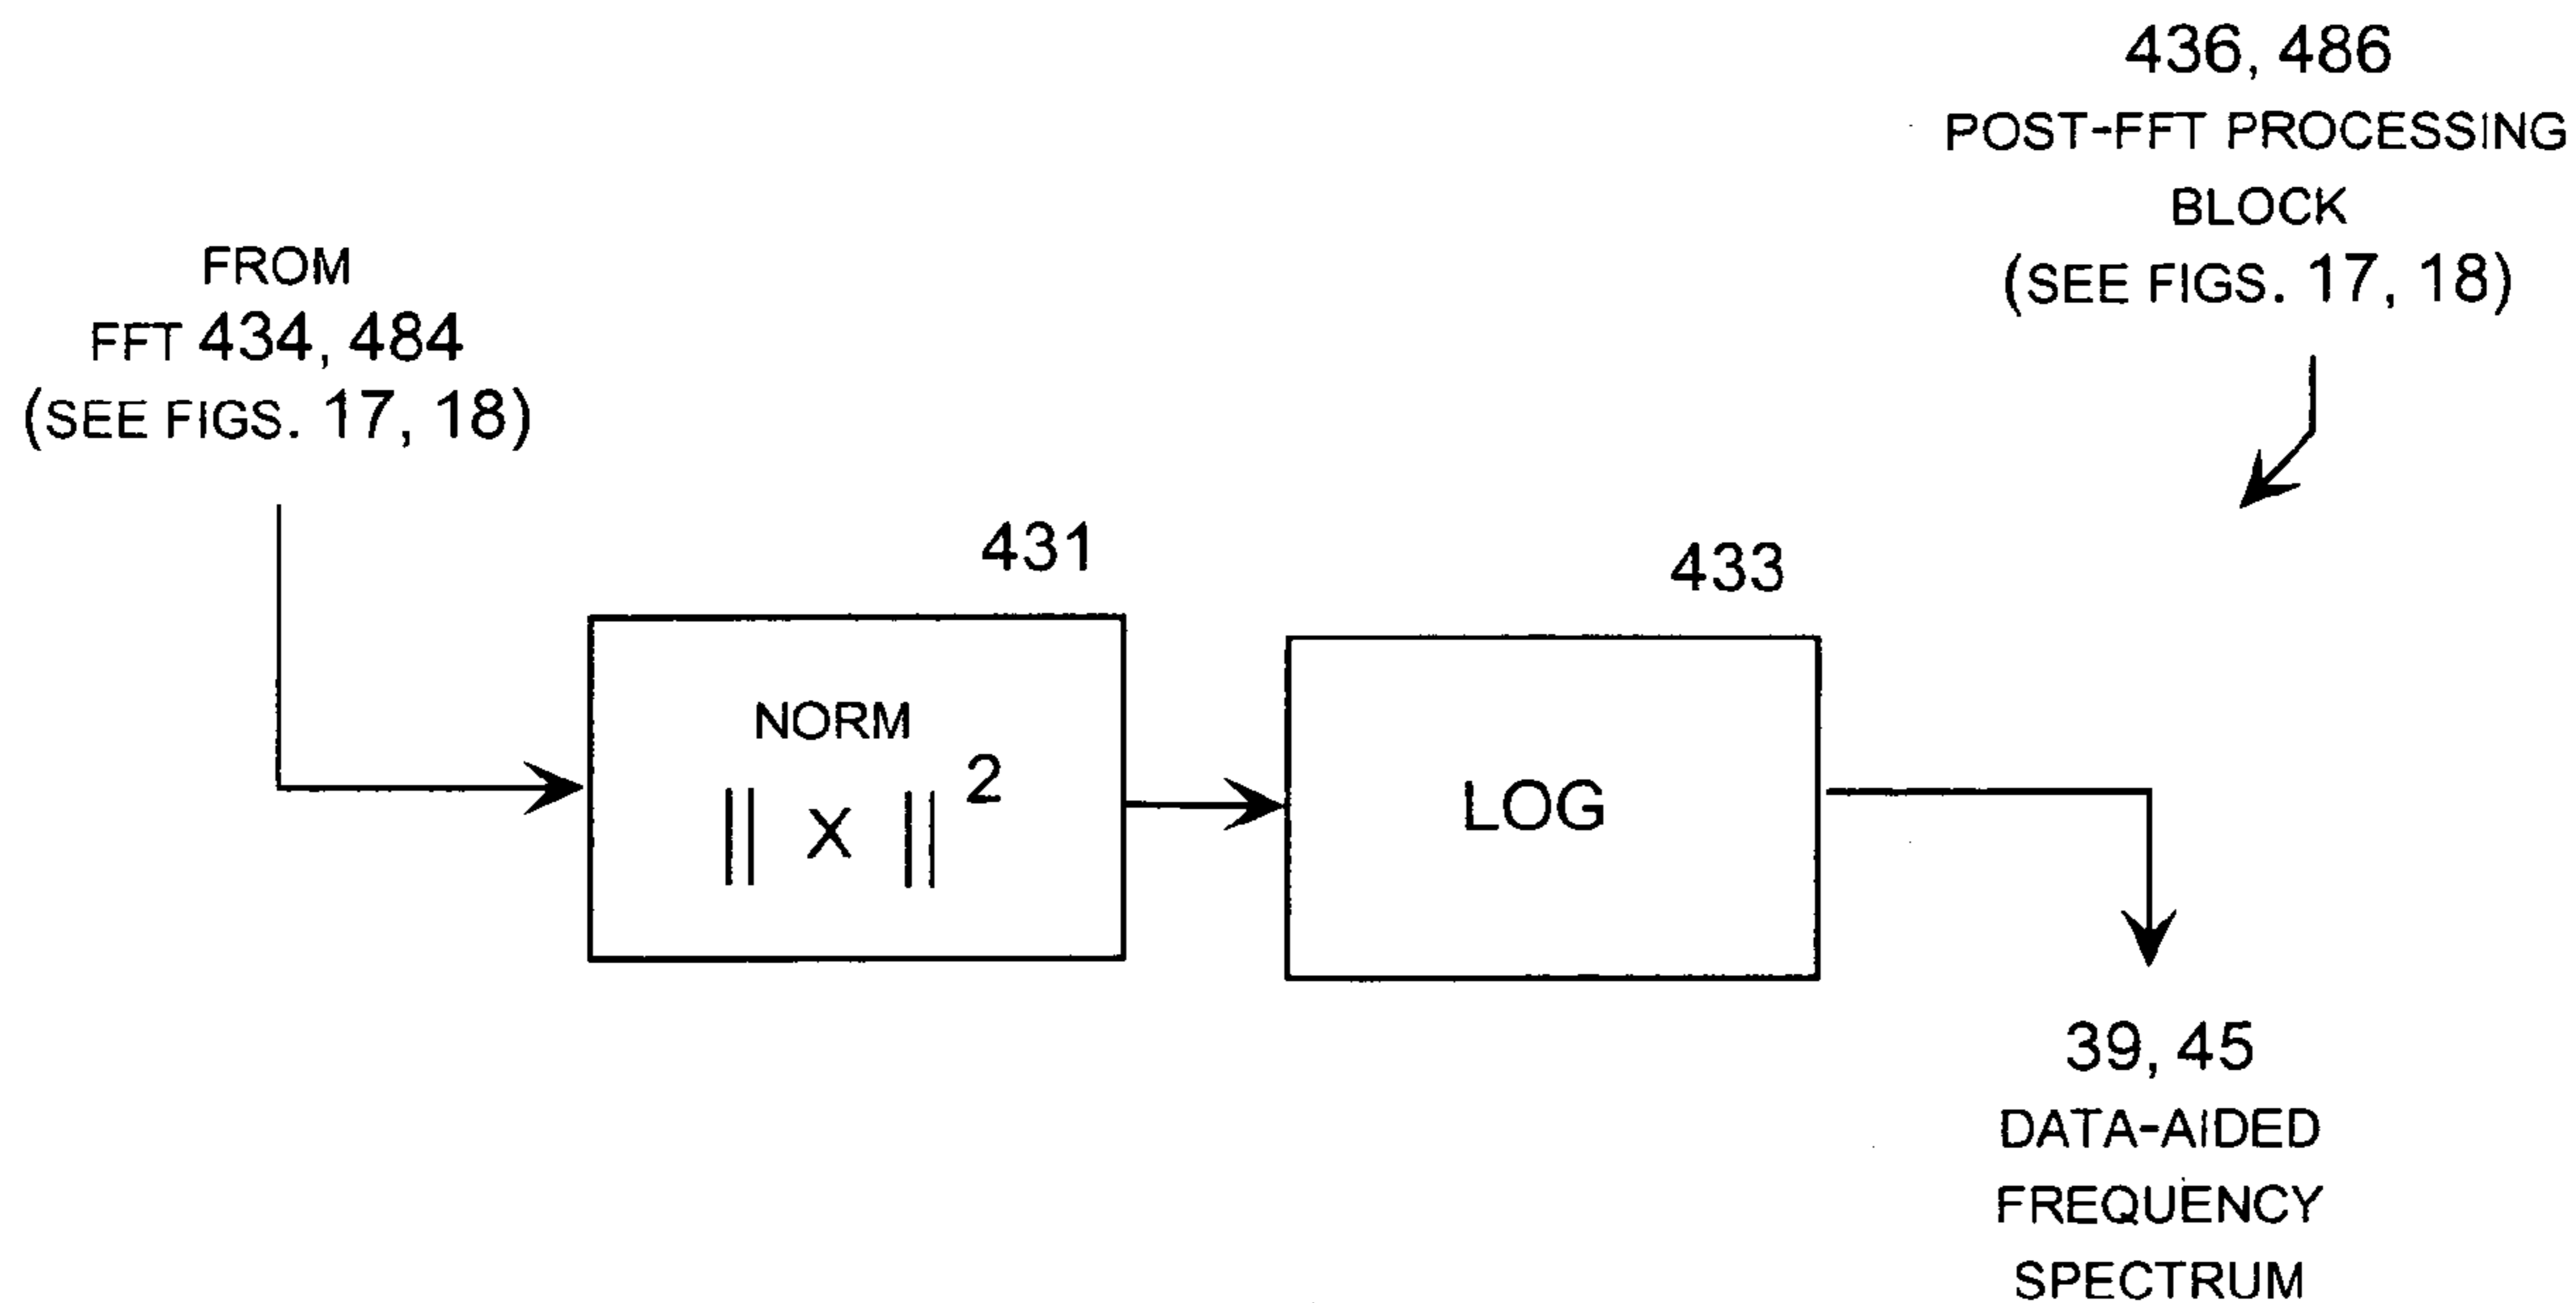 436, 486
POST-FFT PROCESSING
BLOCK
(SEE FIGS. 17, 18)
FROM
FFT 434, 484
(SEE FIGS. 17, 18)
431
NORM
|| X ||²
433
LOG
39, 45
DATA-AIDED
FREQUENCY
SPECTRUM